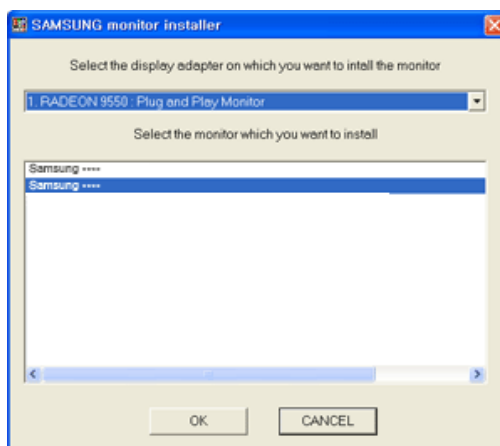 SAMSUNG monitor installer
Select the display adapter on which you want to intall the monitor
1. RADEON 9550 : Plug and Play Monitor
Select the monitor which you want to install
Samsung ----
Samsung ----
OK
CANCEL